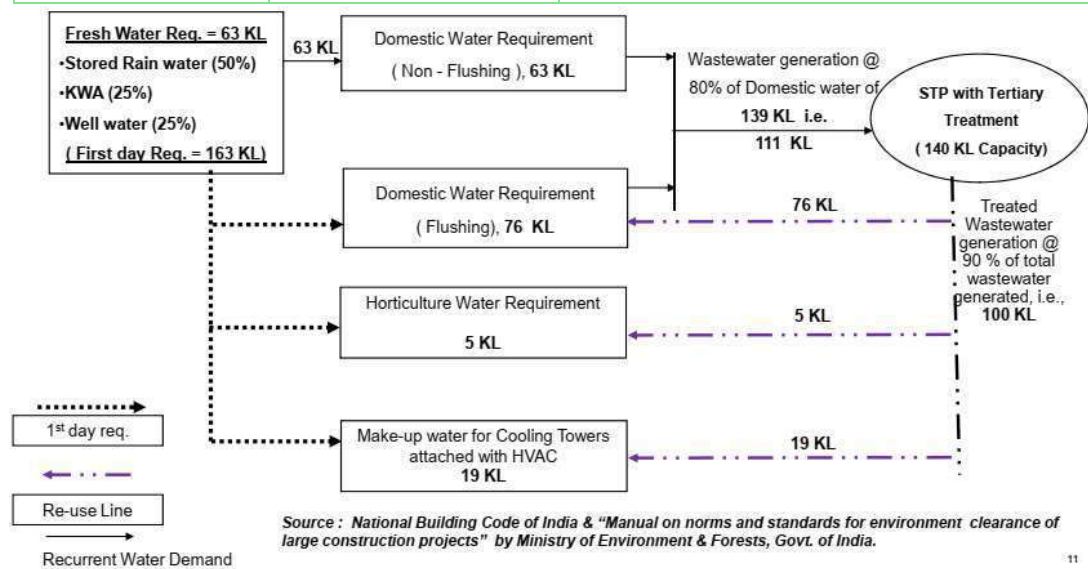 Fresh Water Req. = 63 KL
•Stored Rain water (50%)
•KWA (25%)
•Well water (25%)
( First day Req. = 163 KL)
63 KL
Domestic Water Requirement
( Non - Flushing ), 63 KL
Wastewater generation @
80% of Domestic water of
139 KL i.e.
111 KL
STP with Tertiary
Treatment
( 140 KL Capacity)
Domestic Water Requirement
( Flushing), 76 KL
76 KL
Treated
Wastewater
generation @
90 % of total
wastewater
generated, i.e.,
100 KL
Horticulture Water Requirement
5 KL
5 KL
Make-up water for Cooling Towers
attached with HVAC
19 KL
19 KL
1st day req.
Re-use Line
Recurrent Water Demand
Source : National Building Code of India & “Manual on norms and standards for environment clearance of
large construction projects” by Ministry of Environment & Forests, Govt. of India.
11